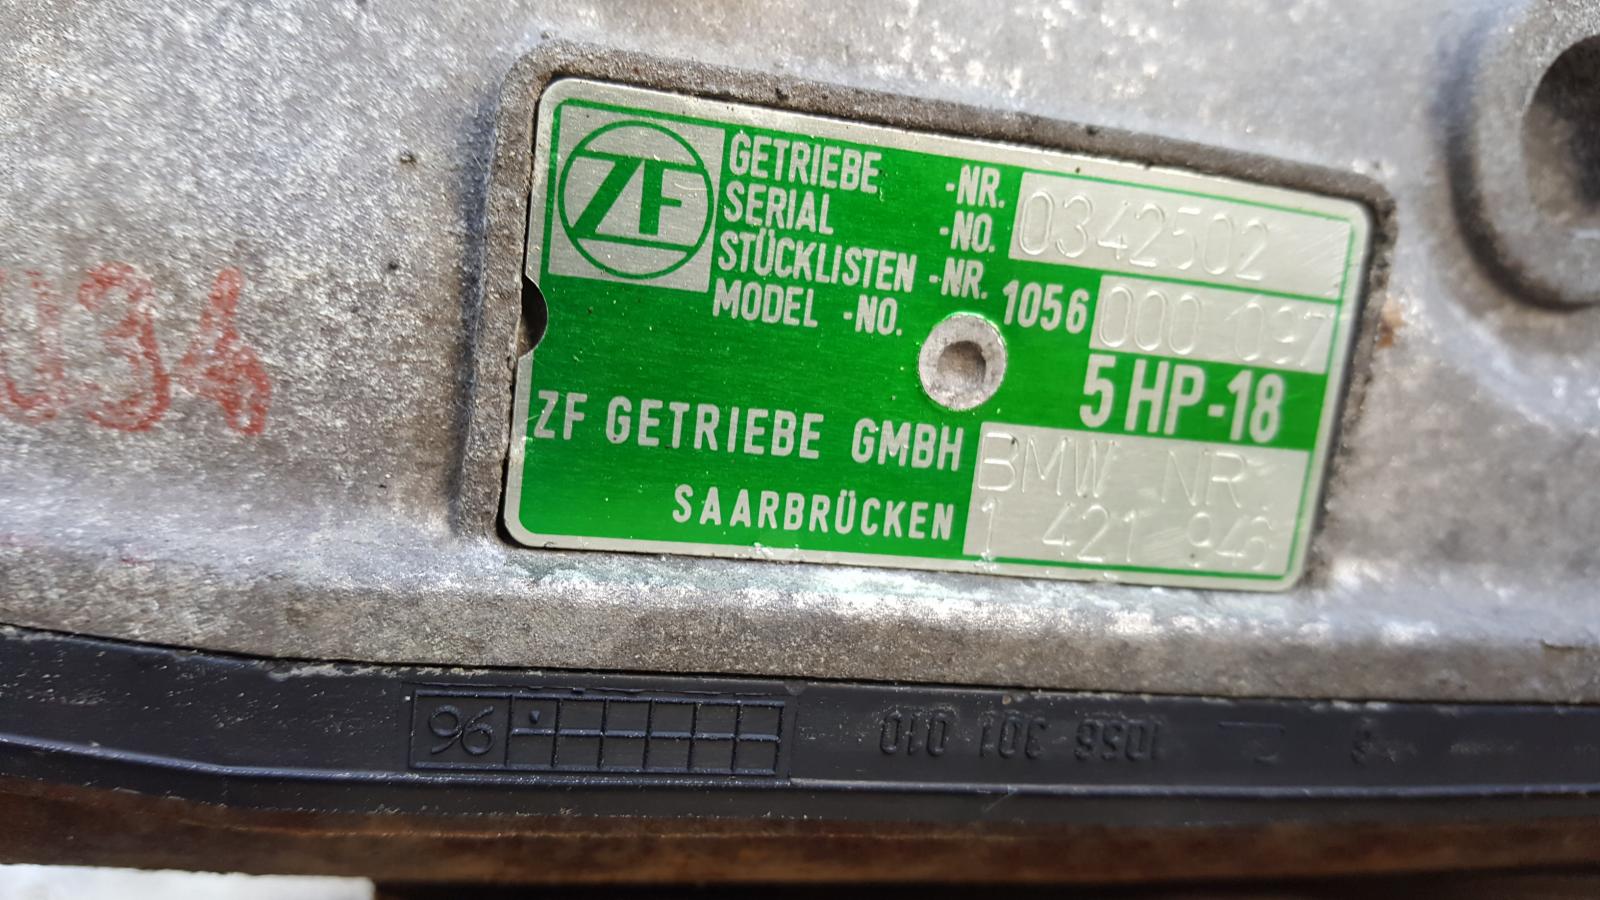 ZF
GETRIEBE -NR.
SERIAL -NO. 0342502
STÜCKLISTEN -NR.
MODEL -NO. 1056 000 097
5 HP-18
ZF GETRIEBE GMBH BMW NR.
SAARBRÜCKEN 1 421 946
034
96
1056 301 010